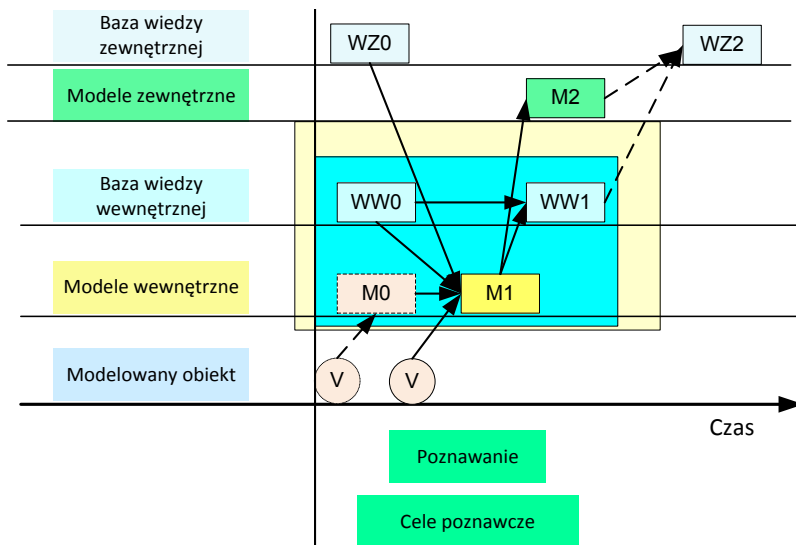 Baza wiedzy
zewnętrznej
WZ0
WZ2
Modele zewnętrzne
M2
Baza wiedzy
wewnętrznej
WW0
WW1
Modele wewnętrzne
M0
M1
Modelowany obiekt
V
V
Czas
Poznawanie
Cele poznawcze